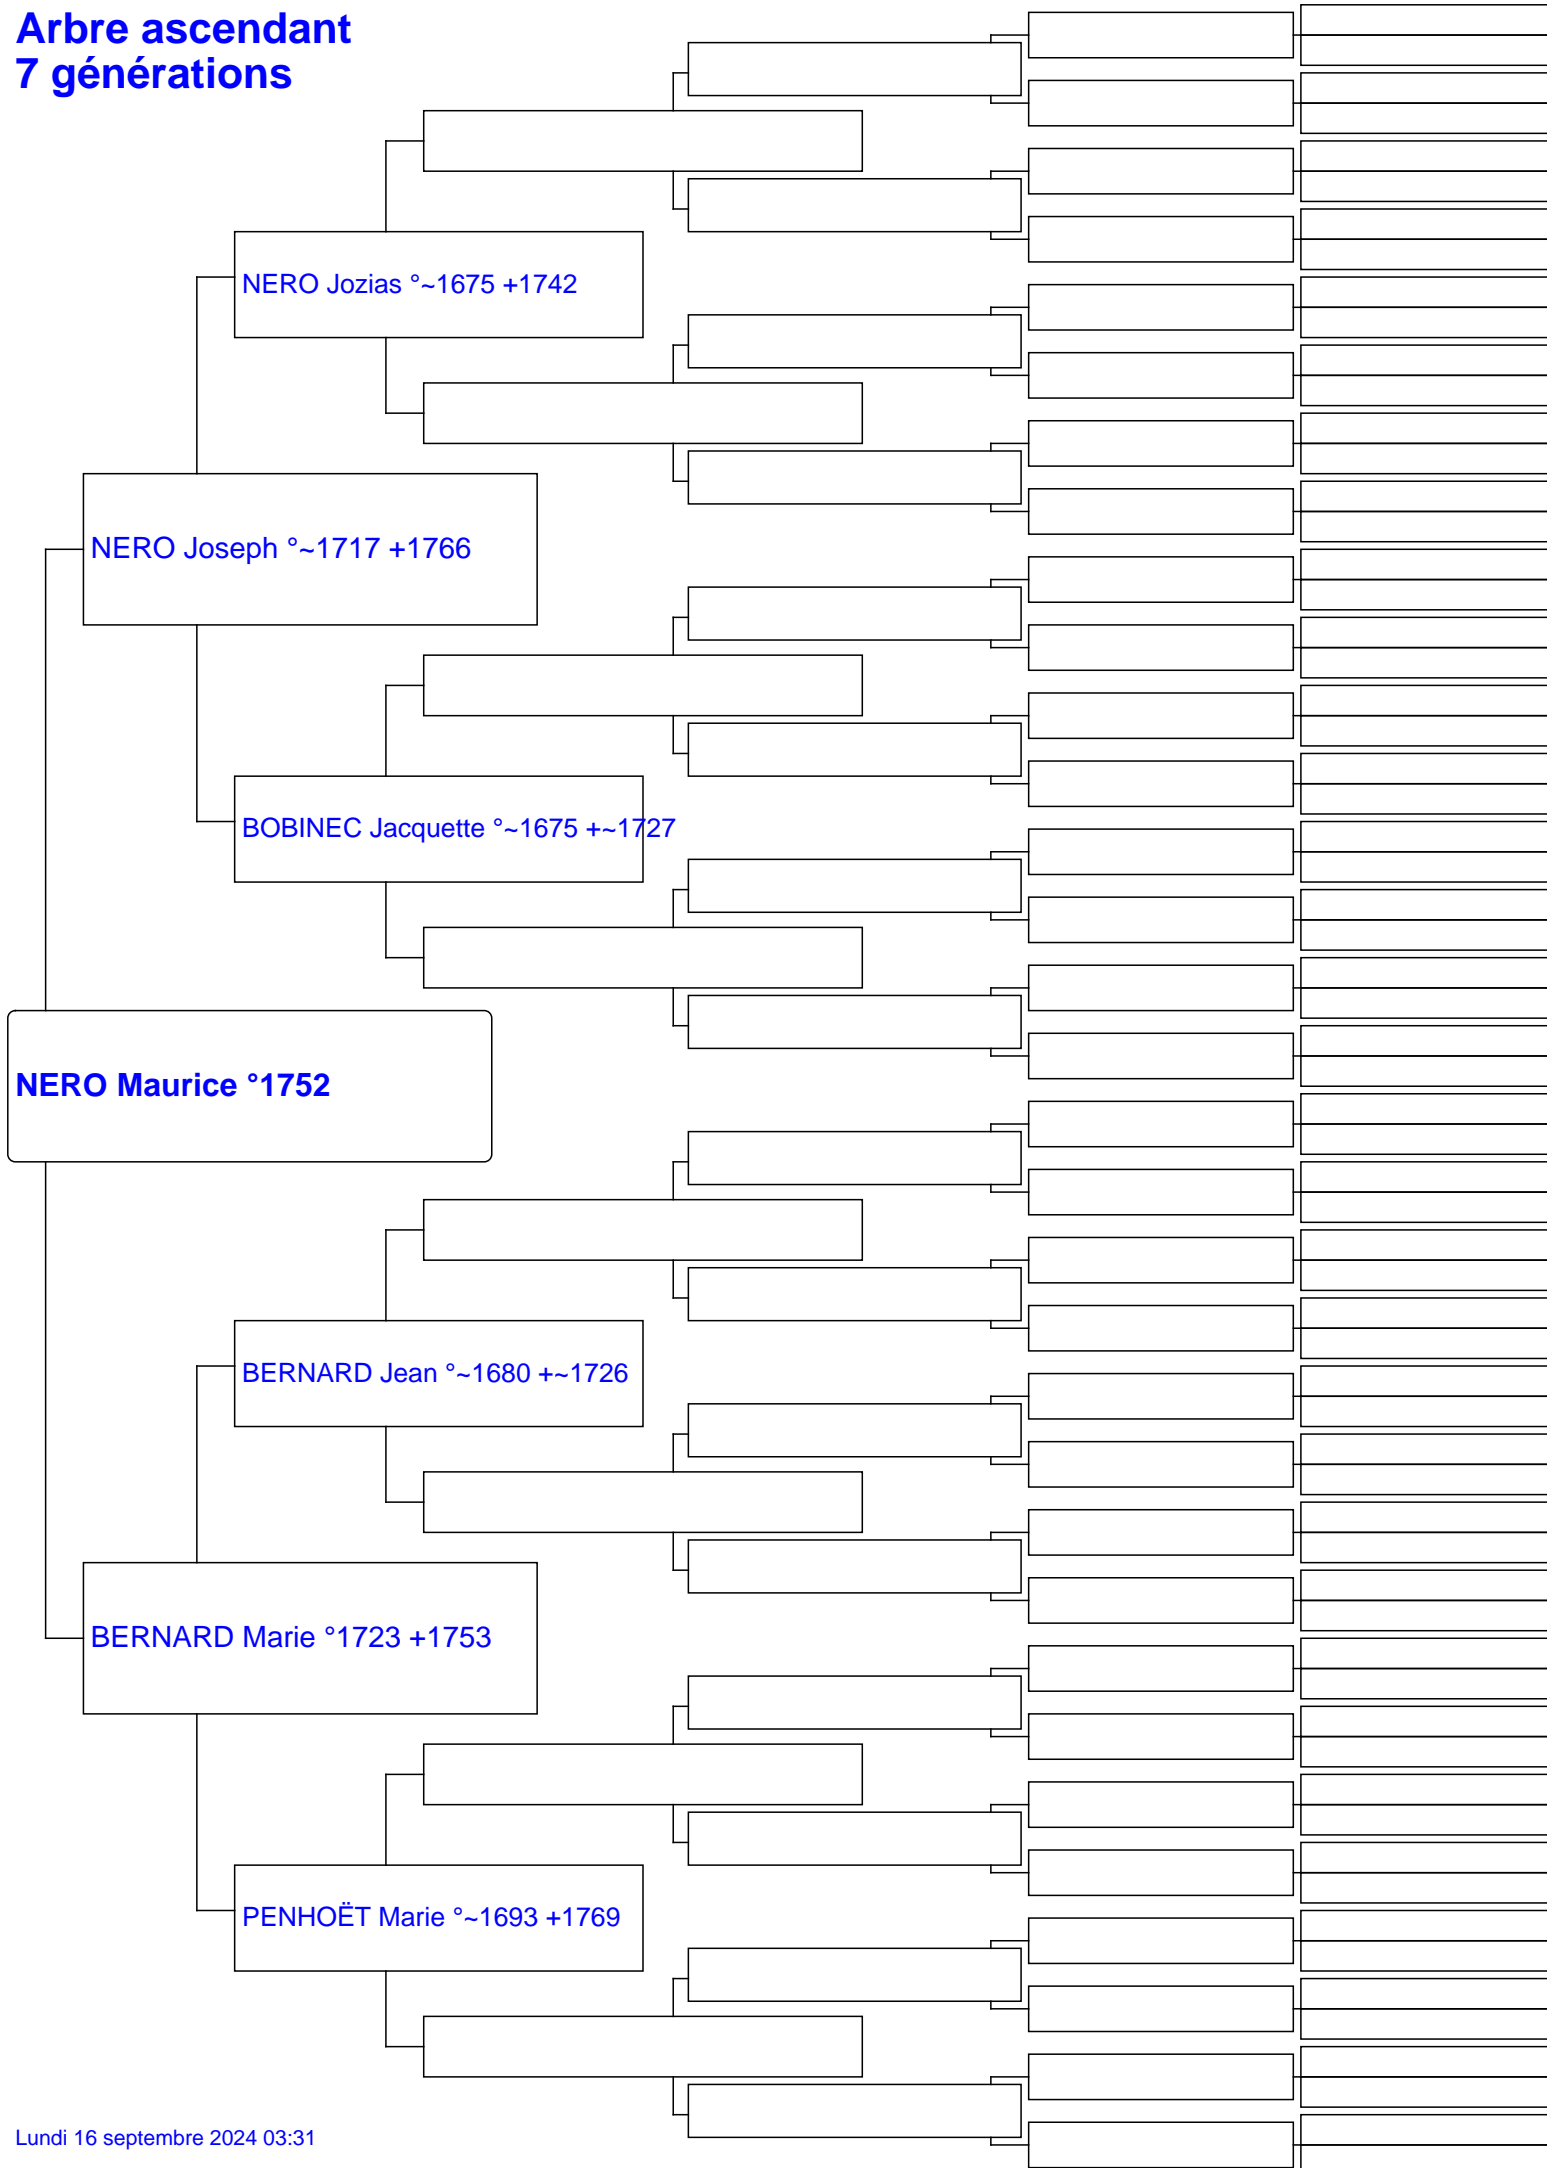 Arbre ascendant
7 générations
NERO Jozias °~1675 +1742
NERO Joseph °~1717 +1766
BOBINEC Jacquette °~1675 +~1727
NERO Maurice °1752
BERNARD Jean °~1680 +~1726
BERNARD Marie °1723 +1753
PENHOËT Marie °~1693 +1769
Lundi 16 septembre 2024 03:31